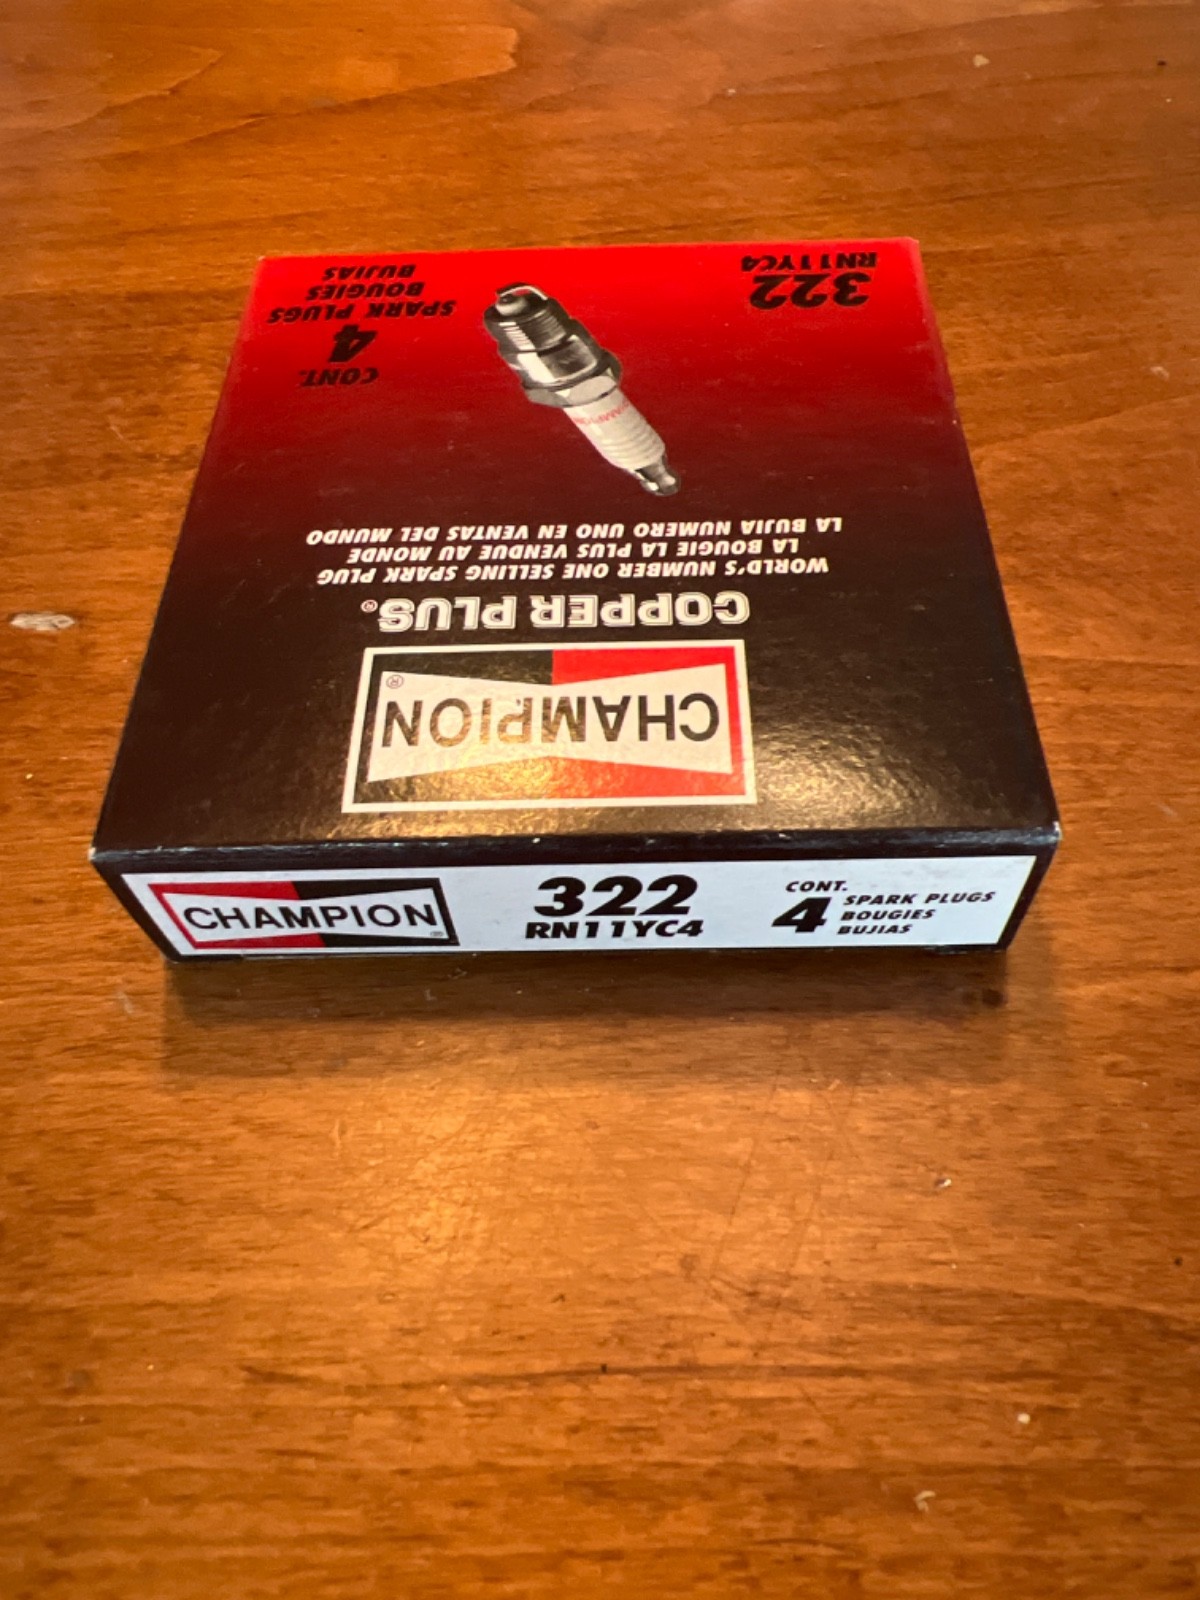 322
RN11YC4
CONT.
4
SPARK PLUGS
BOUGIES
BUJIAS
CHAMPION
LA BUJIA NUMERO UNO EN VENTAS DEL MUNDO
LA BOUGIE LA PLUS VENDUE AU MONDE
WORLD'S NUMBER ONE SELLING SPARK PLUG
COPPER PLUS®
CHAMPION®
CHAMPION®
322
RN11YC4
CONT.
4
SPARK PLUGS
BOUGIES
BUJIAS